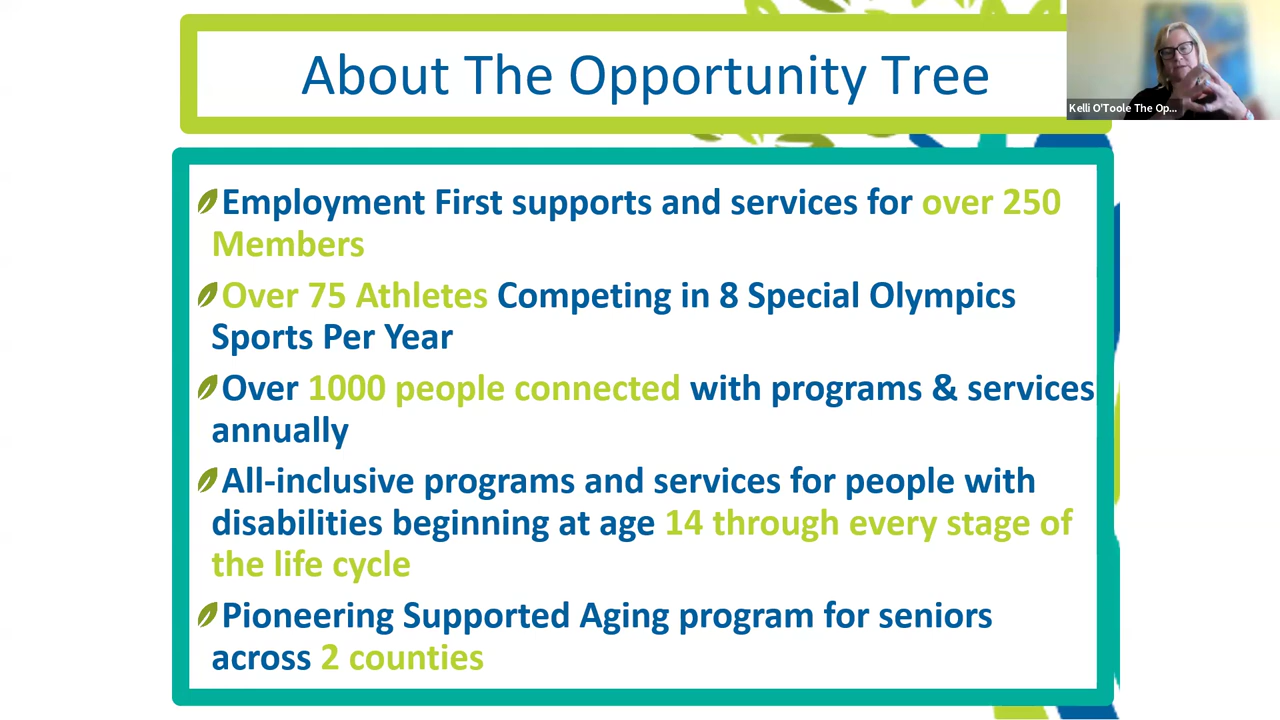 About The Opportunity Tree
Kelli O'Toole The Op...
Employment First supports and services for over 250
Members
Over 75 Athletes Competing in 8 Special Olympics
Sports Per Year
Over 1000 people connected with programs & services
annually
All-inclusive programs and services for people with
disabilities beginning at age 14 through every stage of
the life cycle
Pioneering Supported Aging program for seniors
across 2 counties